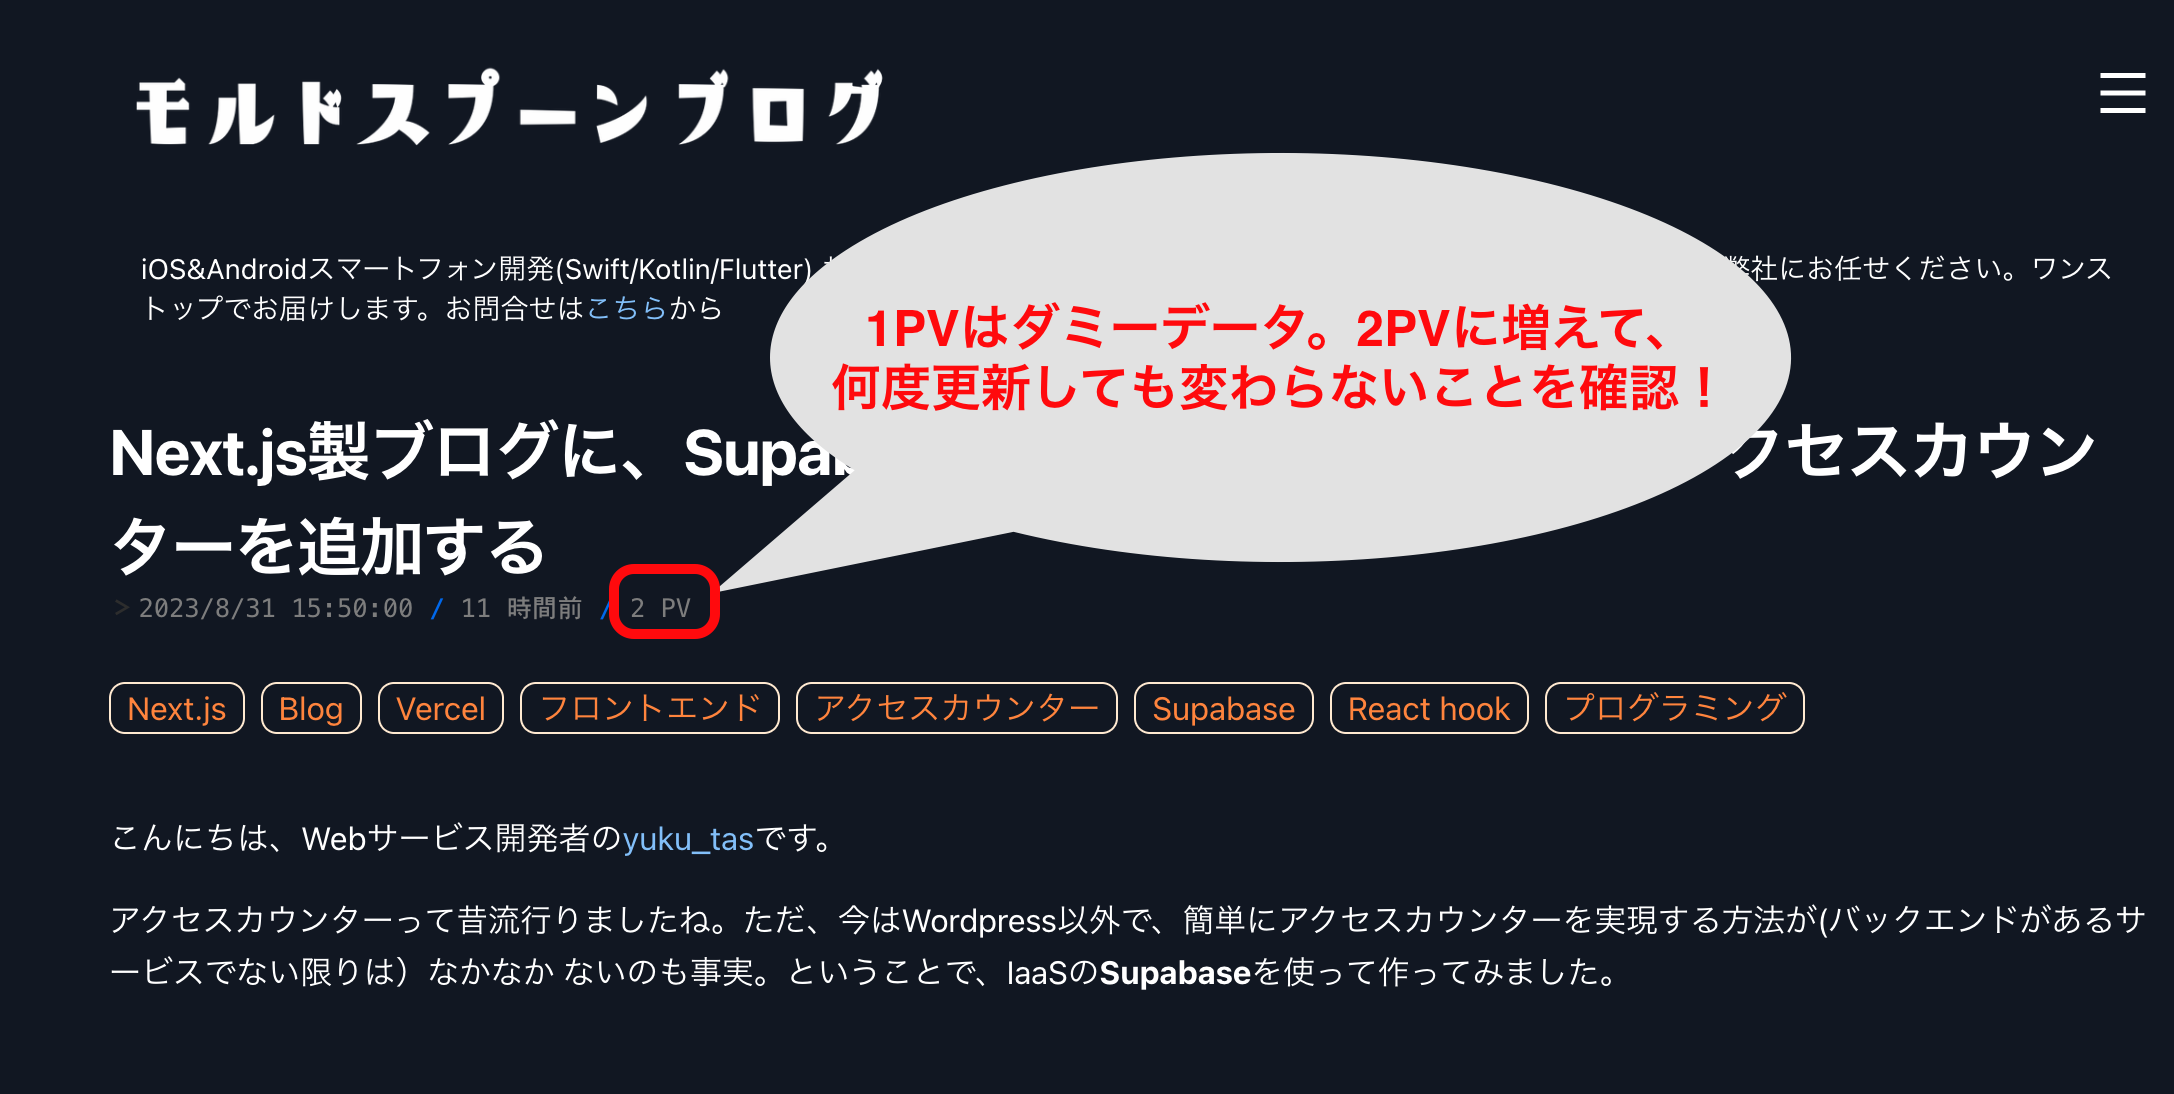 モルドスプーンブログ
iOS&Androidスマートフォン開発(Swift/Kotlin/Flutter) 弊社にお任せください。ワンス
トップでお届けします。お問合せはこちらから
1PVはダミーデータ。2PVに増えて、
何度更新しても変わらないことを確認！
Next.js製ブログに、Supab クセスカウン
ターを追加する
> 2023/8/31 15:50:00 / 11 時間前 / 2 PV
Next.js Blog Vercel フロントエンド アクセスカウンター Supabase React hook プログラミング
こんにちは、Webサービス開発者のyuku_tasです。
アクセスカウンターって昔流行りましたね。ただ、今はWordpress以外で、簡単にアクセスカウンターを実現する方法が(バックエンドがあるサ
ービスでない限りは）なかなか ないのも事実。ということで、IaaSのSupabaseを使って作ってみました。